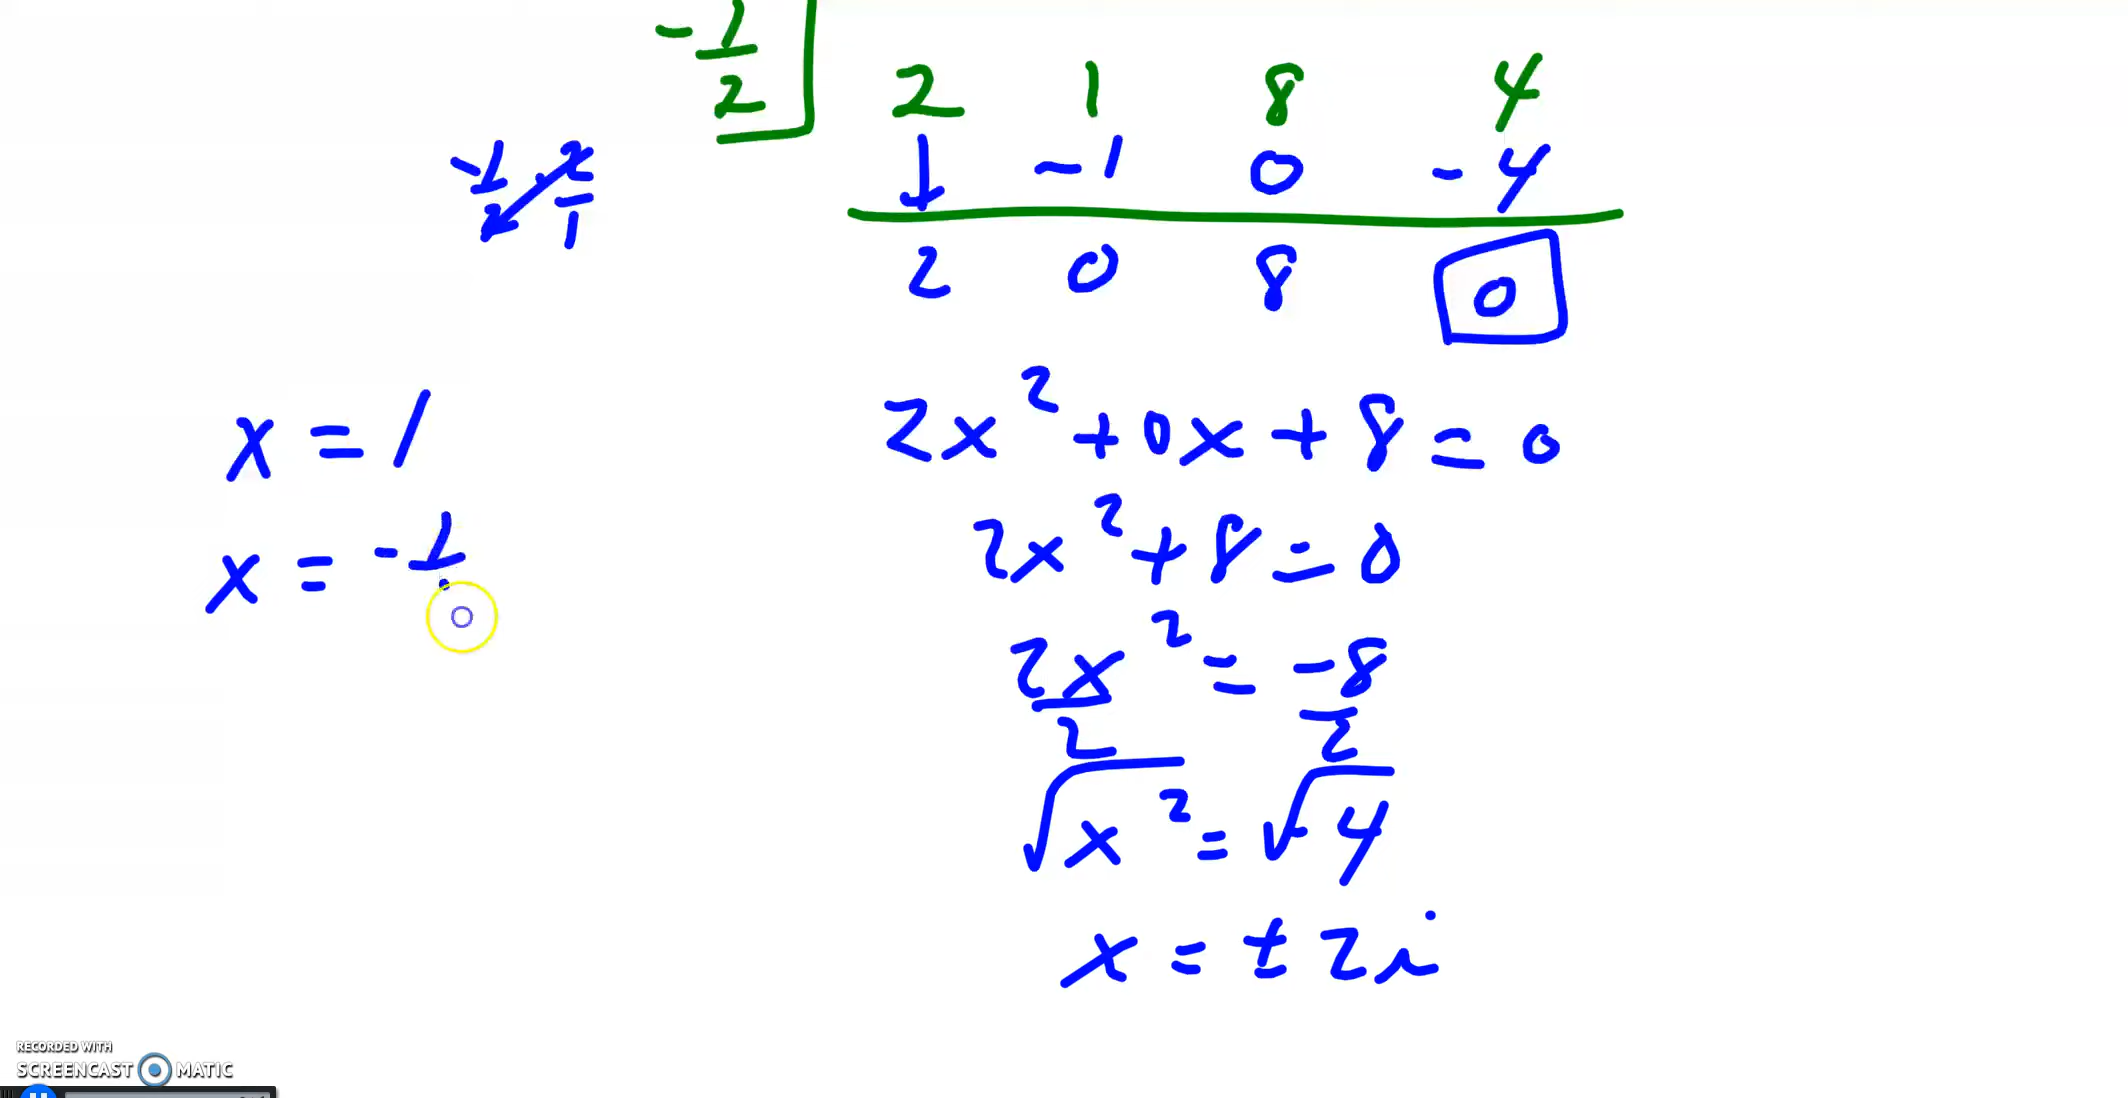 -1/2 | 2 1 8 4
-1/2 2/1 ↓ -1 0 -4
2 0 8 0
x = 1
2x² + 0x + 8 = 0
x = -1
2x² + 8 = 0
2x²/2 = -8/2
√x² = √-4
x = ± 2i
RECORDED WITH
SCREENCAST MATIC